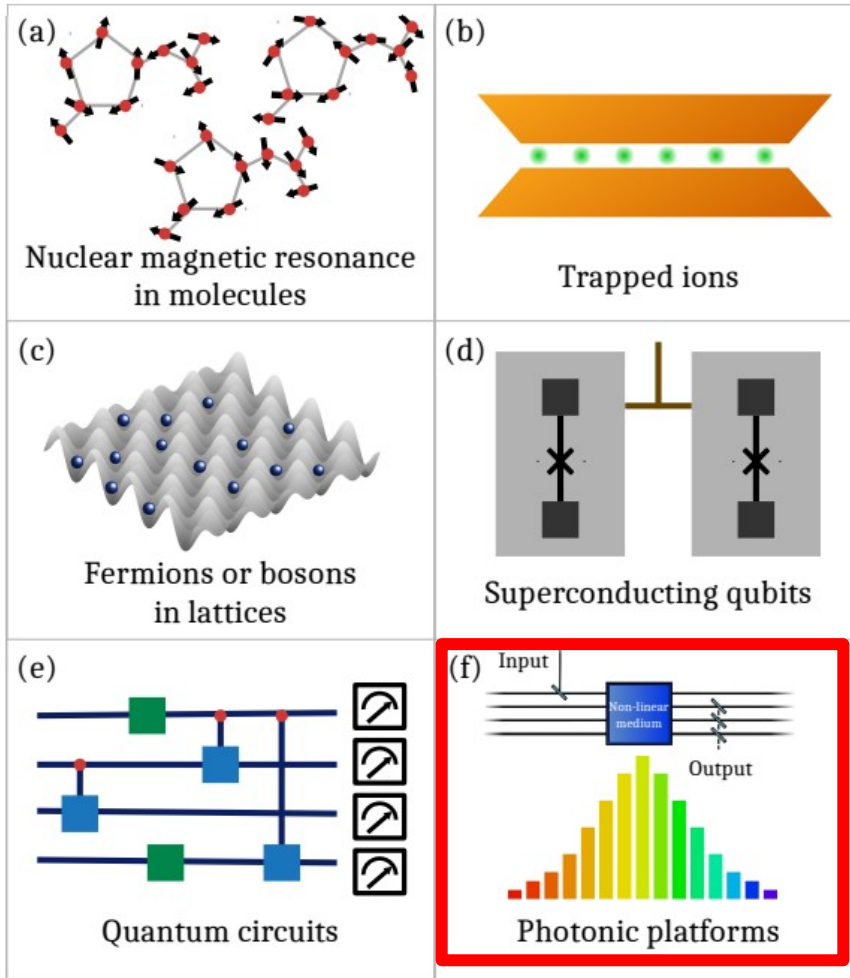 (a)
Nuclear magnetic resonance
in molecules
(b)
Trapped ions
(c)
Fermions or bosons
in lattices
(d)
Superconducting qubits
(e)
Quantum circuits
(f)
Input
Non-linear
medium
Output
Photonic platforms